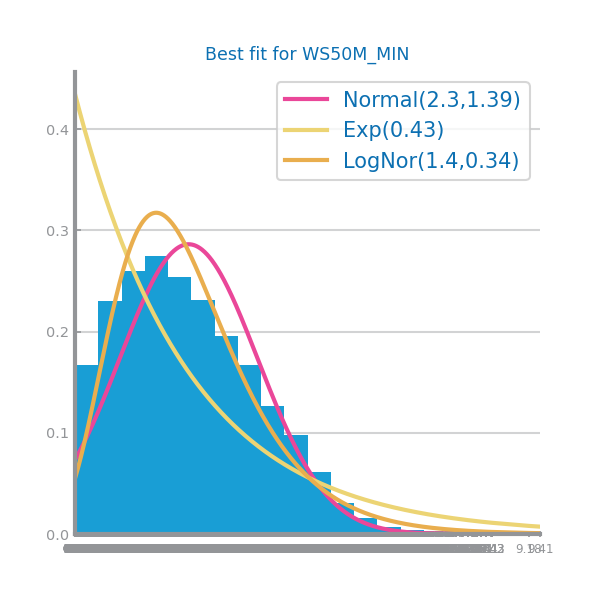 Best fit for WS50M_MIN
Normal(2.3,1.39)
Exp(0.43)
LogNor(1.4,0.34)
0.4
0.3
0.2
0.1
0.0